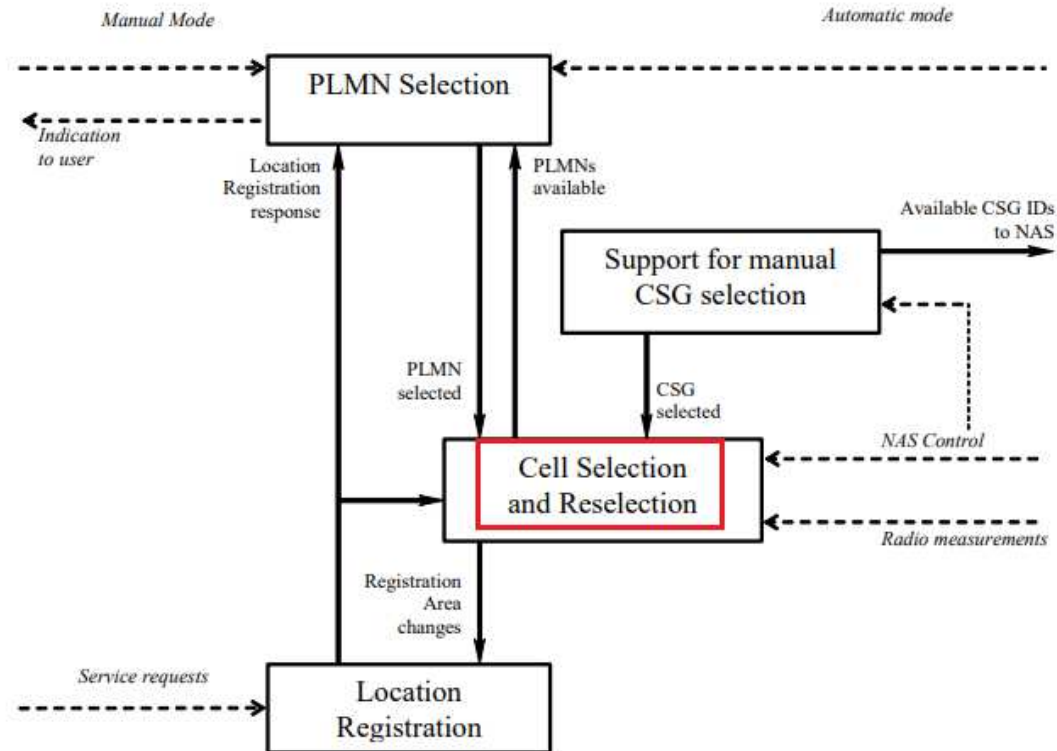 Manual Mode
Automatic mode
PLMN Selection
Indication
to user
Location
Registration
response
PLMNs
available
Available CSG IDs
to NAS
Support for manual
CSG selection
PLMN
selected
CSG
selected
NAS Control
Cell Selection
and Reselection
Radio measurements
Registration
Area
changes
Service requests
Location
Registration